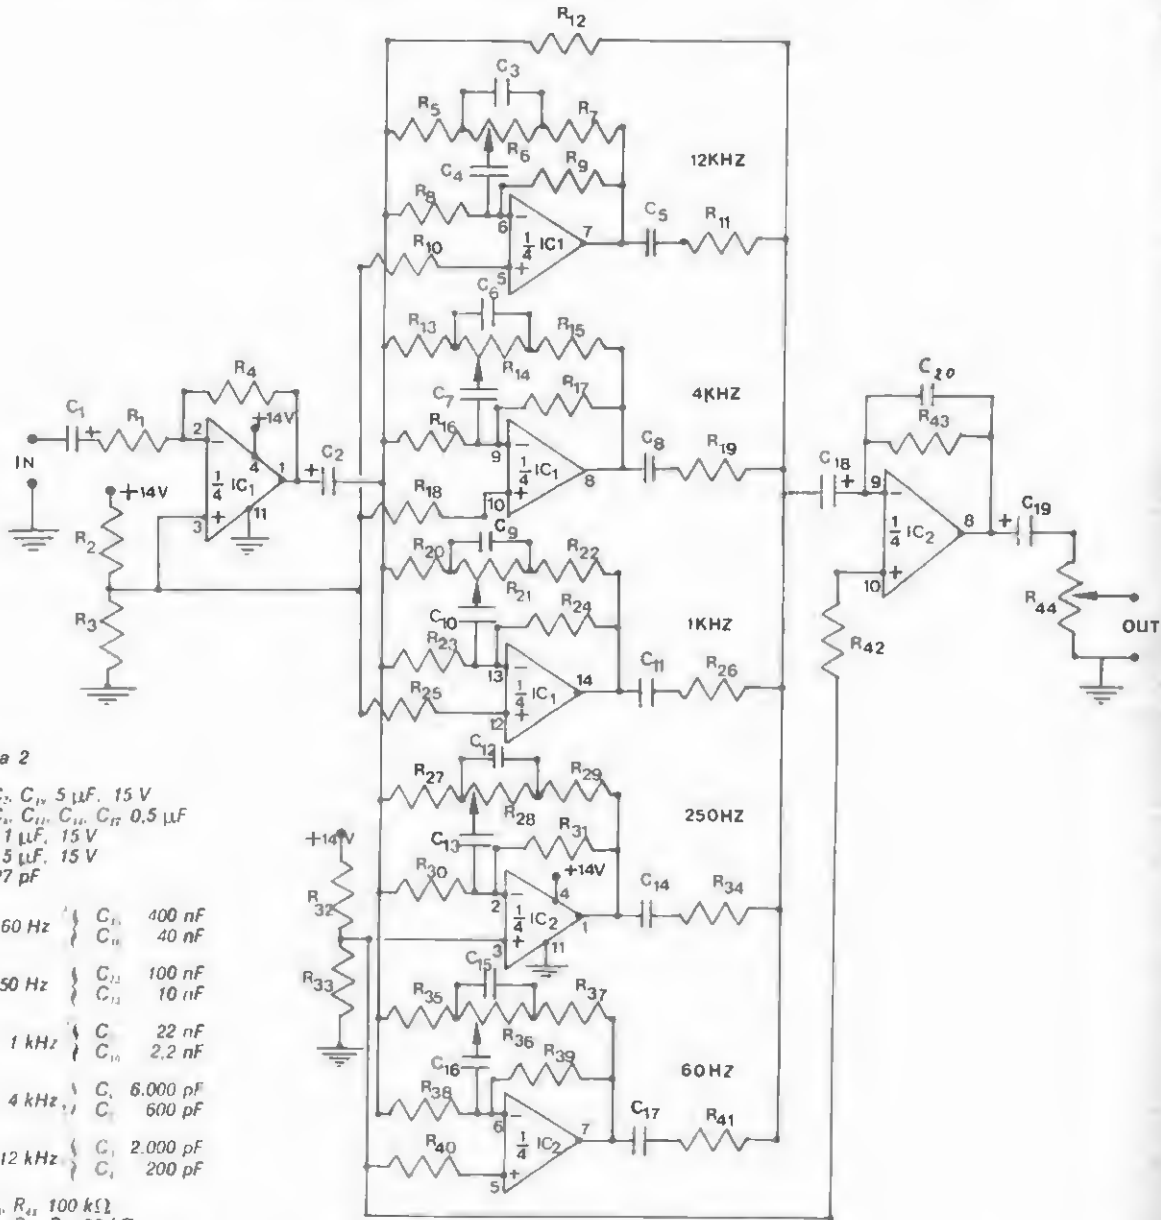 R12
C3
R5
R7
R6
C4
R9
12KHZ
R8
6
-
7
C5
R11
1/4 IC1
R10
+
5
C6
R13
R15
R14
R4
C7
R17
4KHZ
C20
C1
+
R1
+14V
R16
R43
2
-
4
1
+
C2
9
-
8
C8
R19
C18
+
9
-
IN
1/4 IC1
1/4 IC1
8
+
C19
+14V
3
+
11
R18
10
+
1/4 IC2
R2
C9
10
+
R20
R22
R44
R21
OUT
R3
C10
R24
1KHZ
R42
R23
13
-
14
C11
R26
R25
1/4 IC1
12
+
a 2
C12
R27
R29
5 µF, 15 V
0,5 µF
R28
250HZ
1 µF, 15 V
+14V
C13
R31
5 µF, 15 V
+14V
27 pF
R30
2
-
4
1
C14
R34
R32
1/4 IC2
60 Hz
400 nF
40 nF
3
+
11
R33
C15
50 Hz
100 nF
10 nF
R35
R37
1 kHz
C
22 nF
C10
2,2 nF
R36
C16
R39
60HZ
4 kHz
6.000 pF
600 pF
R38
6
-
7
C17
R41
1/4 IC2
12 kHz
2.000 pF
200 pF
R40
5
+
100 kΩ